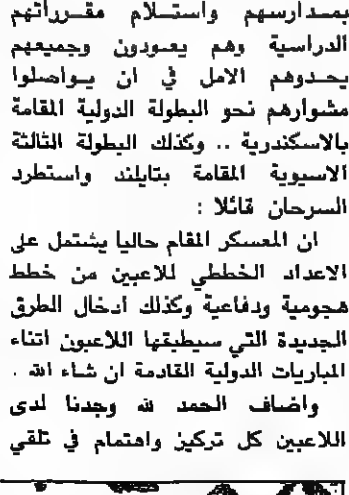 بمدارسهم واستلام مقرراتهم
الدراسية وهم يعودون وجميعهم
يحدوهم الامل في ان يواصلوا
مشوارهم نحو البطولة الدولية المقامة
بالاسكندرية .. وكذلك البطولة الثالثة
الاسيوية المقامة بتايلند واستطرد
السرحان قائلا :
ان المعسكر المقام حاليا يشتمل على
الاعداد الخططي للاعبين من خطط
هجومية ودفاعية وكذلك ادخال الطرق
الجديدة التي سيطبقها اللاعبون اثناء
المباريات الدولية القادمة ان شاء الله .
واضاف الحمد لله وجدنا لدى
اللاعبين كل تركيز واهتمام في تلقي